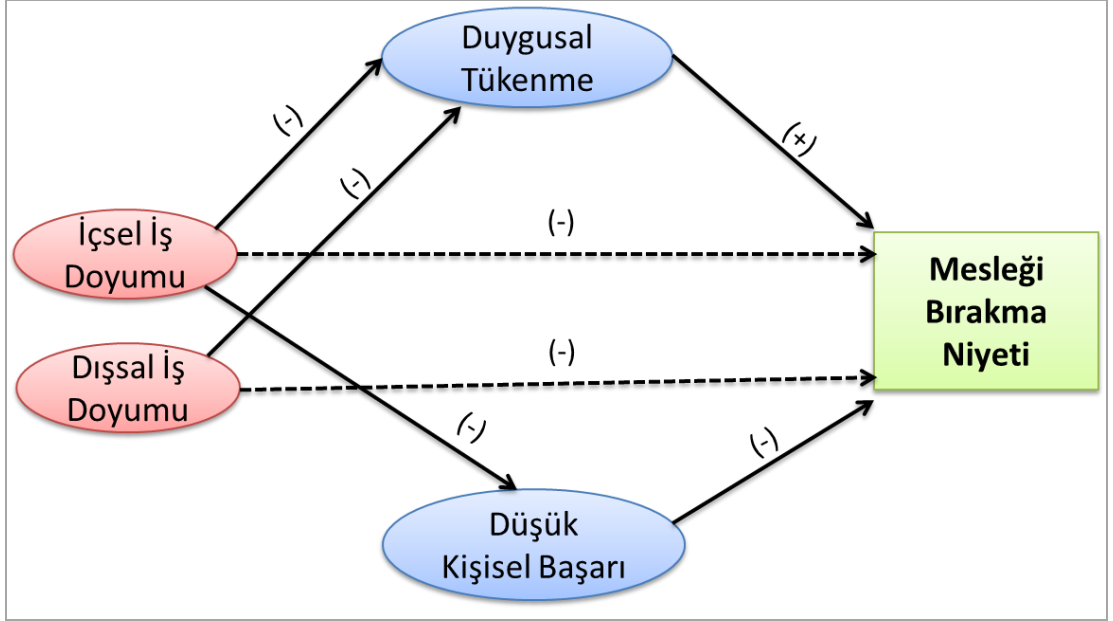 Duygusal
Tükenme
(-)
(-)
(+)
İçsel İş
Doyumu
(-)
Mesleği
Bırakma
Niyeti
Dışsal İş
Doyumu
(-)
(-)
(-)
Düşük
Kişisel Başarı